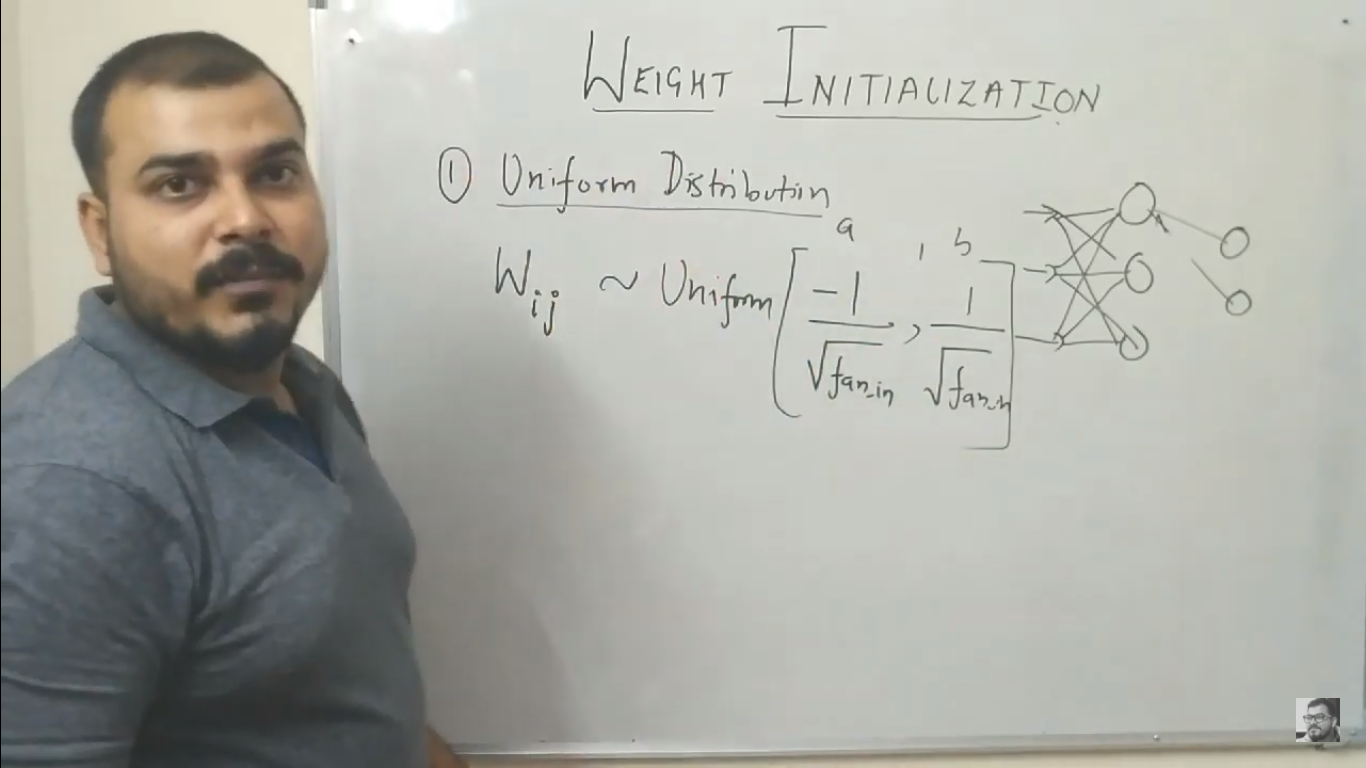 WEIGHT INITIALIZATION
① Uniform Distribution
a , b
Wij ~ Uniform [ -1/√fan_in , 1/√fan_in ]